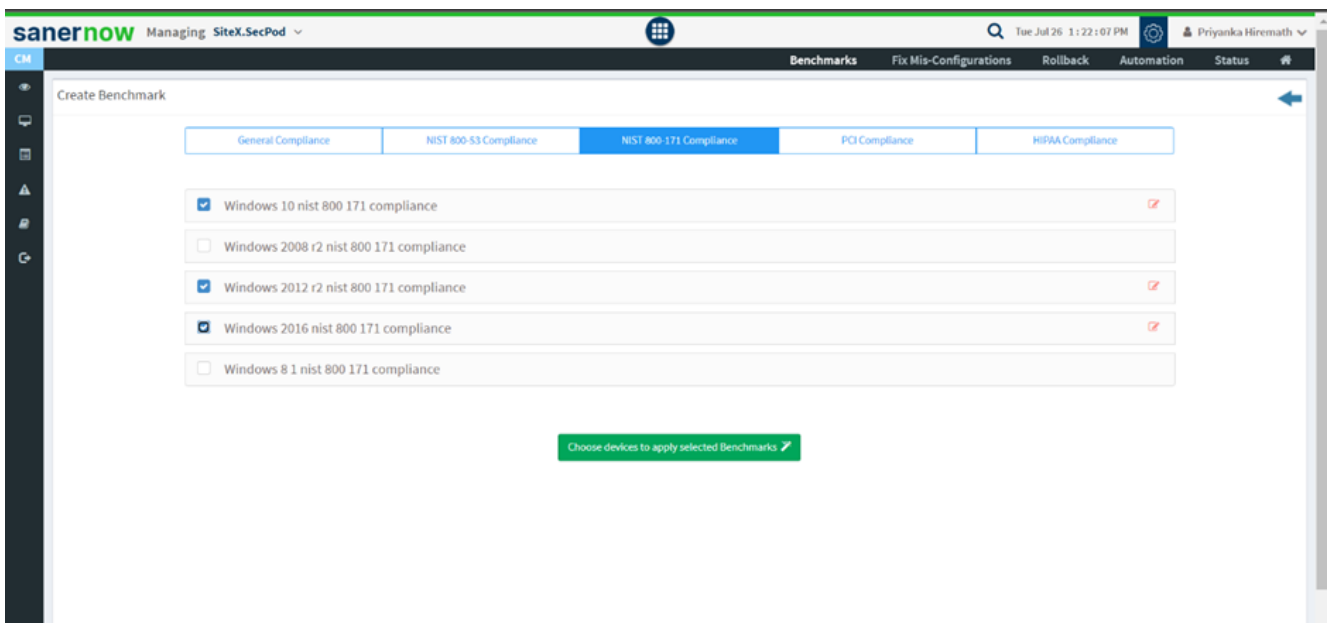 sanernow Managing SiteX.SecPod Tue Jul 26 1:22:07 PM Priyanka Hiremath
CM Benchmarks Fix Mis-Configurations Rollback Automation Status
Create Benchmark
General Compliance NIST 800-53 Compliance NIST 800-171 Compliance PCI Compliance HIPAA Compliance
Windows 10 nist 800 171 compliance
Windows 2008 r2 nist 800 171 compliance
Windows 2012 r2 nist 800 171 compliance
Windows 2016 nist 800 171 compliance
Windows 8 1 nist 800 171 compliance
Choose devices to apply selected Benchmarks